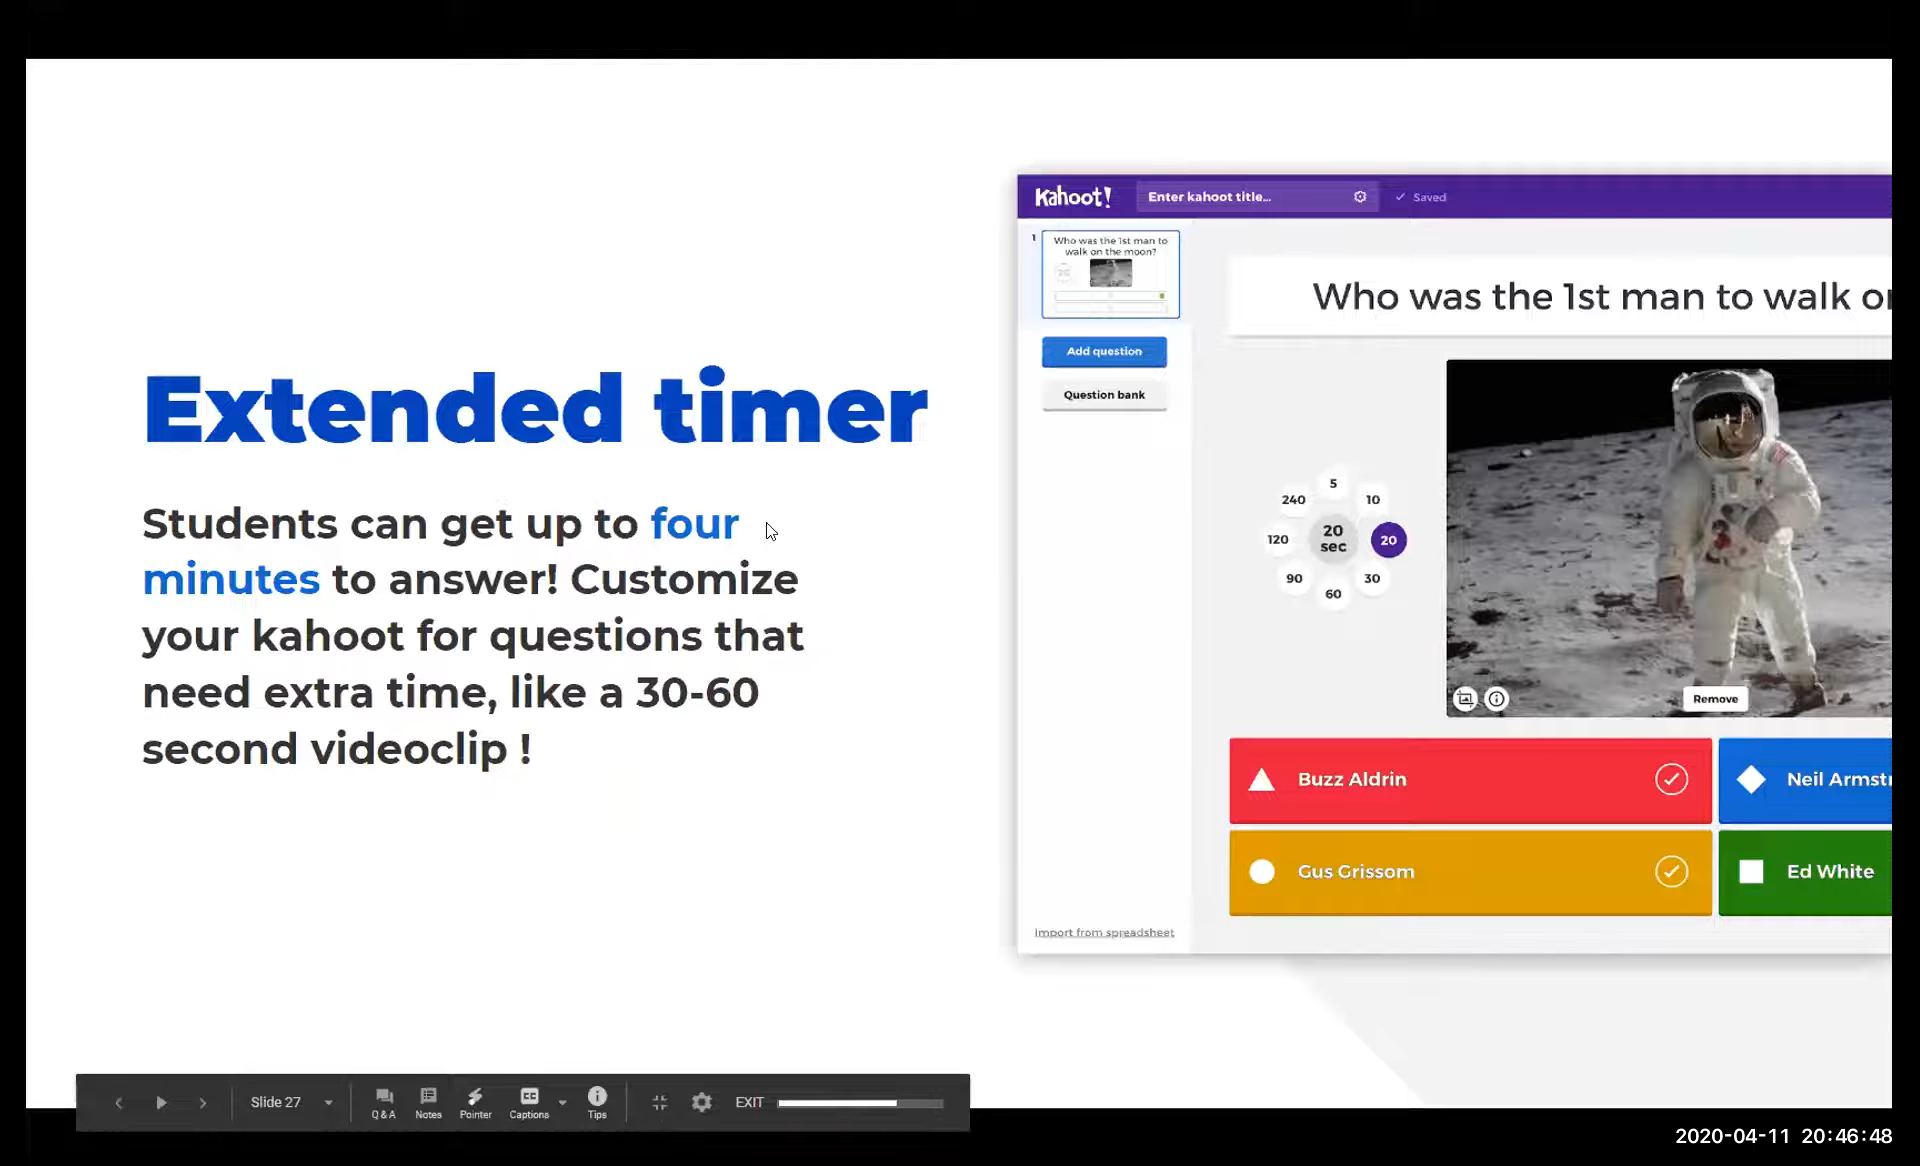 Kahoot!
Enter kahoot title...
Saved
1
Who was the 1st man to
walk on the moon?
Add question
Question bank
Import from spreadsheet
Who was the 1st man to walk o
Extended timer
Students can get up to four
minutes to answer! Customize
your kahoot for questions that
need extra time, like a 30-60
second videoclip !
5
240
10
120
20
sec
20
90
30
60
Remove
Buzz Aldrin
Neil Armst
Gus Grissom
Ed White
Slide 27
Q & A
Notes
Pointer
CC
Captions
Tips
EXIT
2020-04-11 20:46:48